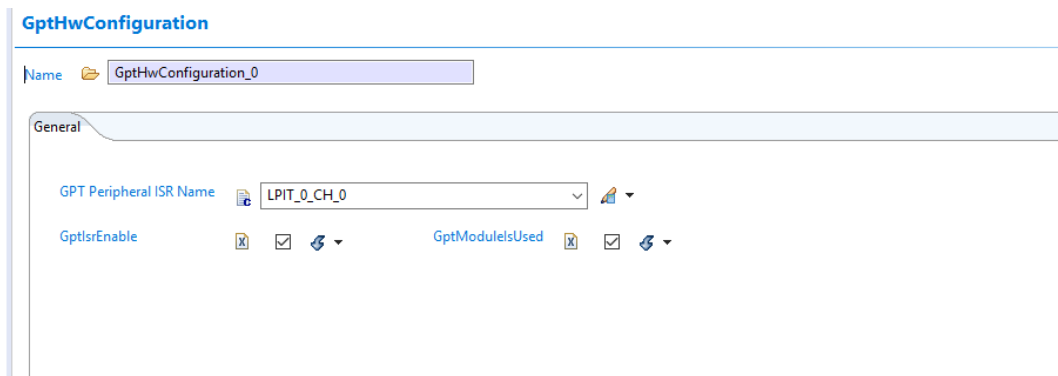 GptHwConfiguration
Name GptHwConfiguration_0
General
GPT Peripheral ISR Name LPIT_0_CH_0
GptIsrEnable GptModuleIsUsed